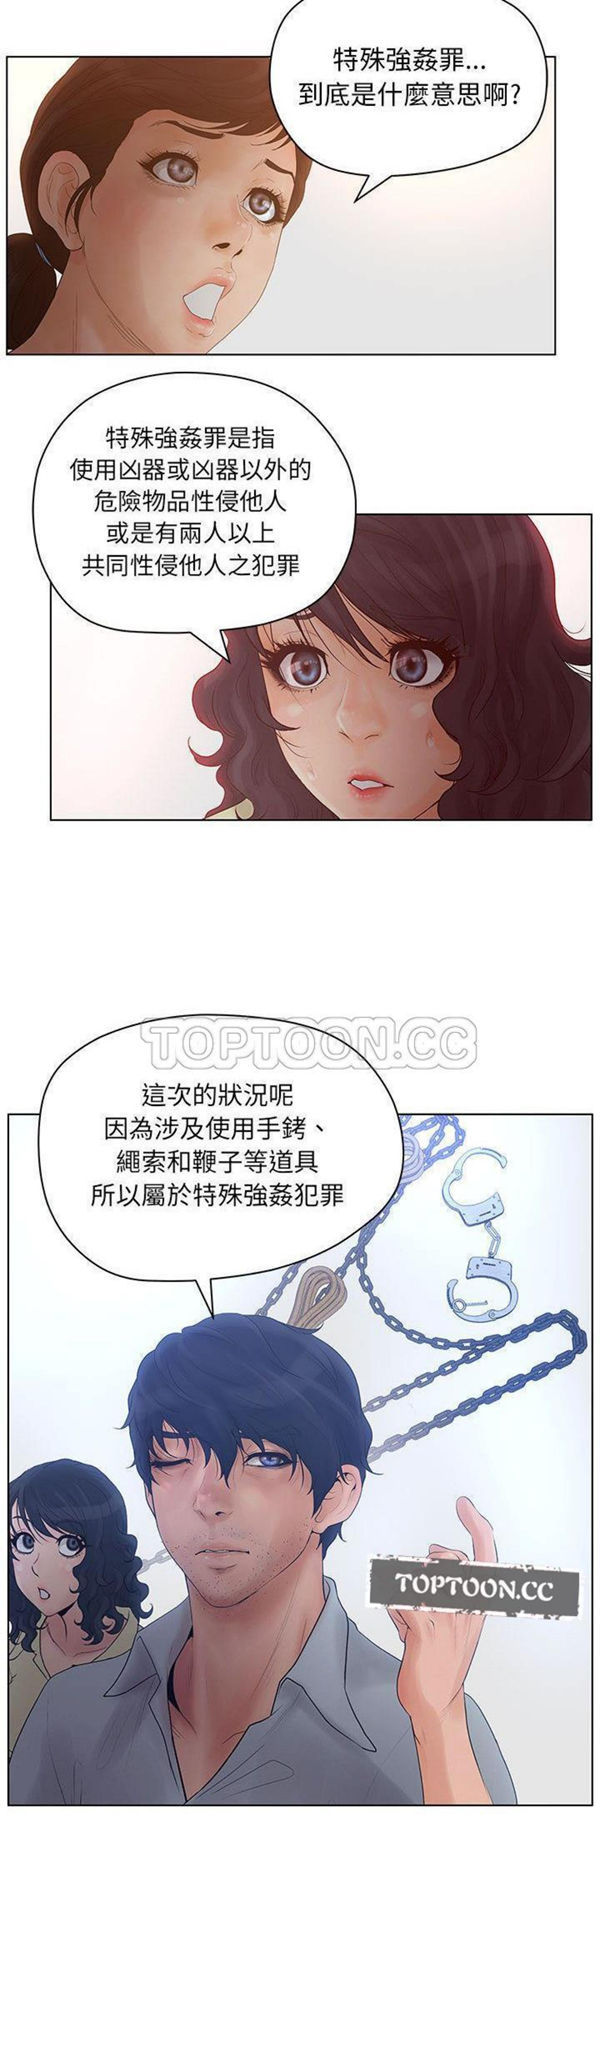 特殊強姦罪...
到底是什麼意思啊?
特殊強姦罪是指
使用凶器或凶器以外的
危險物品性侵他人
或是有兩人以上
共同性侵他人之犯罪
TOPTOON.CC
這次的狀況呢
因為涉及使用手銬、
繩索和鞭子等道具
所以屬於特殊強姦犯罪
TOPTOON.CC